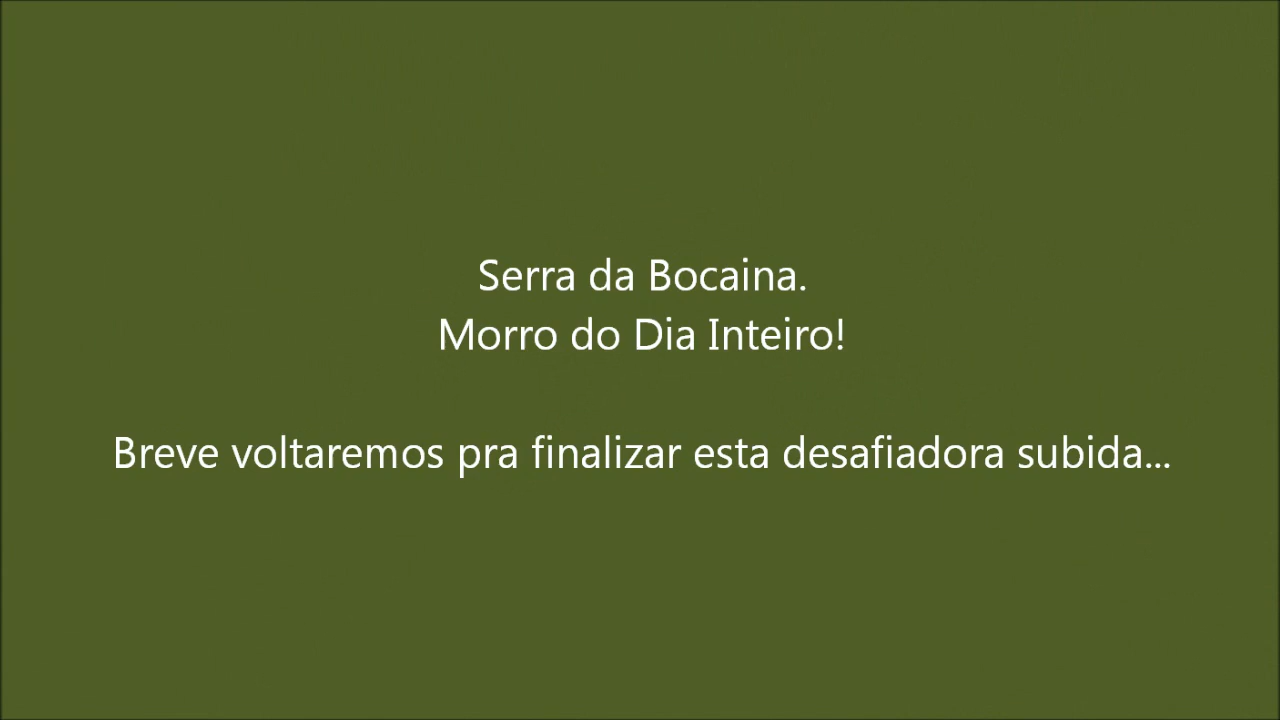 Serra da Bocaina.
Morro do Dia Inteiro!
Breve voltaremos pra finalizar esta desafiadora subida...